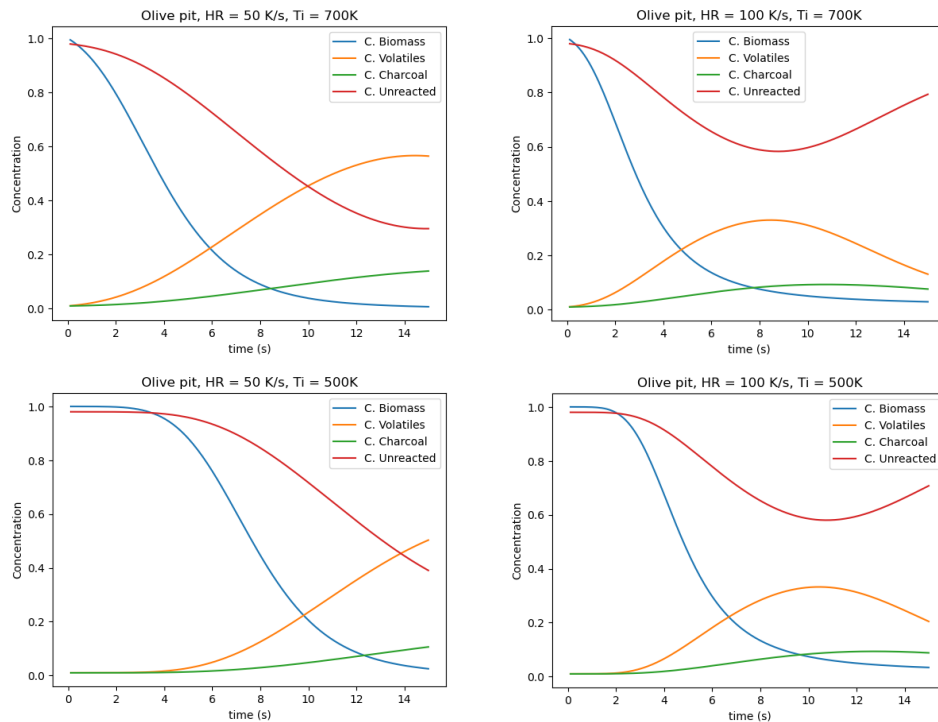 Olive pit, HR = 50 K/s, Ti = 700K
1.0
0.8
0.6
0.4
0.2
0.0
Concentration
C. Biomass
C. Volatiles
C. Charcoal
C. Unreacted
0 2 4 6 8 10 12 14
time (s)
Olive pit, HR = 100 K/s, Ti = 700K
1.0
0.8
0.6
0.4
0.2
0.0
Concentration
C. Biomass
C. Volatiles
C. Charcoal
C. Unreacted
0 2 4 6 8 10 12 14
time (s)
Olive pit, HR = 50 K/s, Ti = 500K
1.0
0.8
0.6
0.4
0.2
0.0
Concentration
C. Biomass
C. Volatiles
C. Charcoal
C. Unreacted
0 2 4 6 8 10 12 14
time (s)
Olive pit, HR = 100 K/s, Ti = 500K
1.0
0.8
0.6
0.4
0.2
0.0
Concentration
C. Biomass
C. Volatiles
C. Charcoal
C. Unreacted
0 2 4 6 8 10 12 14
time (s)